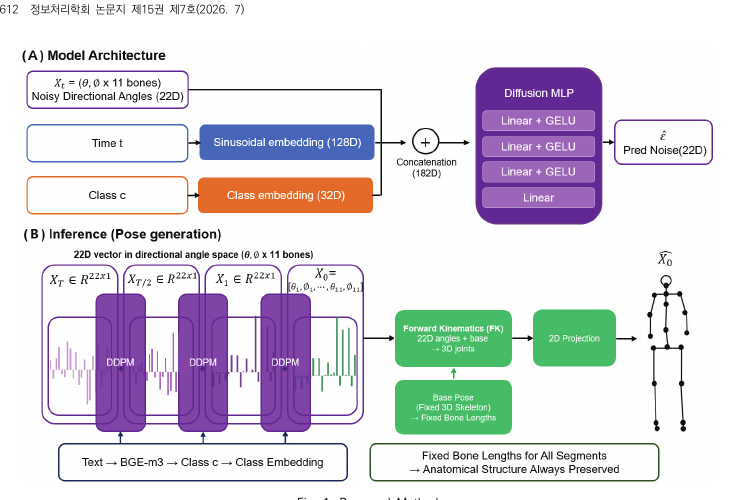 612 정보처리학회 논문지 제15권 제7호(2026. 7)
(A) Model Architecture
X_t = (θ, ∅ x 11 bones)
Noisy Directional Angles (22D)
Time t
Sinusoidal embedding (128D)
Class c
Class embedding (32D)
+
Concatenation
(182D)
Diffusion MLP
Linear + GELU
Linear + GELU
Linear + GELU
Linear
ε̂
Pred Noise(22D)
(B) Inference (Pose generation)
22D vector in directional angle space (θ, ∅ x 11 bones)
X_T ∈ R^22x1
X_T/2 ∈ R^22x1
X_1 ∈ R^22x1
X_0 =
[θ_1, ∅_1, ⋯, θ_11, ∅_11]
DDPM
DDPM
DDPM
Forward Kinematics (FK)
22D angles + base
→ 3D joints
2D Projection
X̂_0
Base Pose
(Fixed 3D Skeleton)
→ Fixed Bone Lengths
Text → BGE-m3 → Class c → Class Embedding
Fixed Bone Lengths for All Segments
→ Anatomical Structure Always Preserved